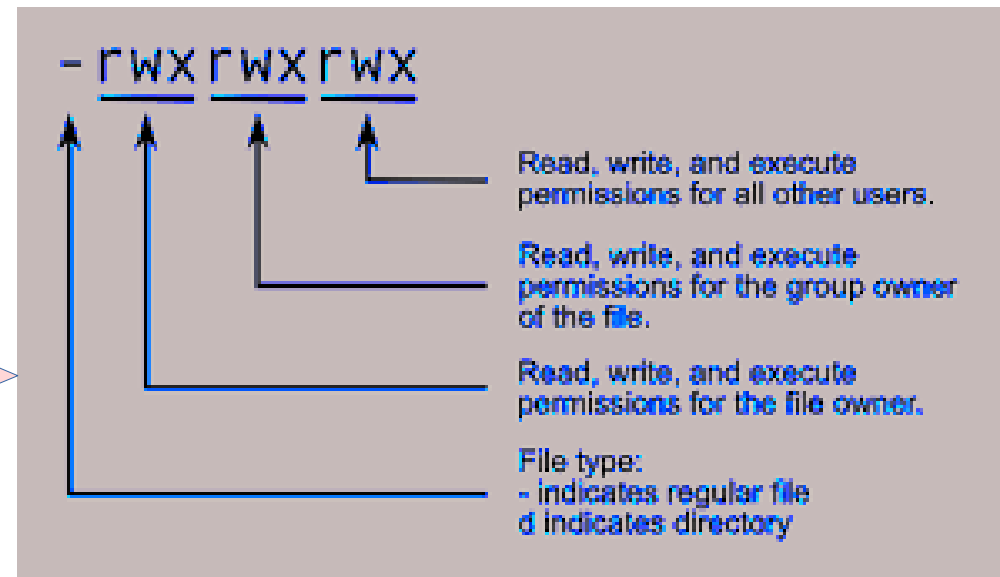 - rwx rwx rwx
Read, write, and execute
permissions for all other users.
Read, write, and execute
permissions for the group owner
of the file.
Read, write, and execute
permissions for the file owner.
File type:
- indicates regular file
d indicates directory